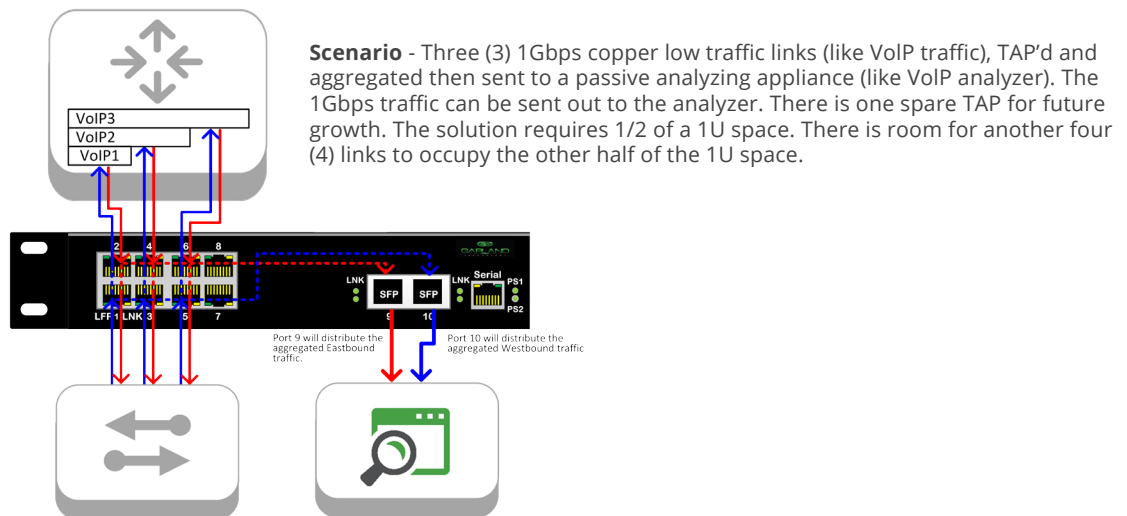 Scenario - Three (3) 1Gbps copper low traffic links (like VolP traffic), TAP’d and
aggregated then sent to a passive analyzing appliance (like VolP analyzer). The
1Gbps traffic can be sent out to the analyzer. There is one spare TAP for future
growth. The solution requires 1/2 of a 1U space. There is room for another four
(4) links to occupy the other half of the 1U space.
VoIP3
VoIP2
VoIP1
2 4 6 8
GARLAND
LNK
SFP
SFP
LNK
Serial
PS1
PS2
LFP1 LNK 3 5 7
9 10
Port 9 will distribute the
aggregated Eastbound
traffic.
Port 10 will distribute the
aggregated Westbound traffic